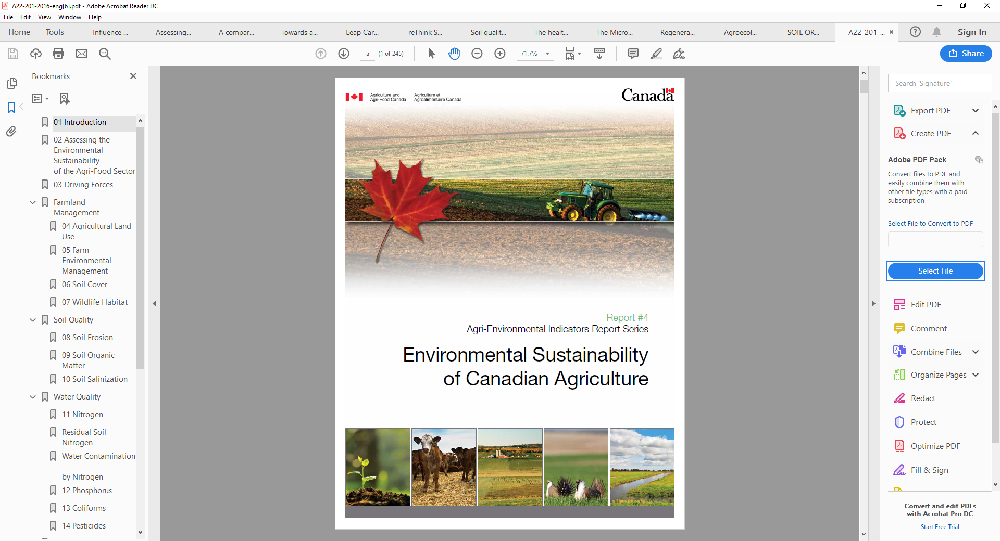 A22-201-2016-eng[6].pdf - Adobe Acrobat Reader DC
File Edit View Window Help
Home Tools Influence ... Assessing... A compar... Towards a... Leap Car... reThink S... Soil qualit... The healt... The Micro... Regenera... Agroecol... SOIL OR... A22-201-... Sign In
a (1 of 245) 71.7% Share
Bookmarks
01 Introduction
02 Assessing the
Environmental
Sustainability
of the Agri-Food Sector
03 Driving Forces
Farmland
Management
04 Agricultural Land
Use
05 Farm
Environmental
Management
06 Soil Cover
07 Wildlife Habitat
Soil Quality
08 Soil Erosion
09 Soil Organic
Matter
10 Soil Salinization
Water Quality
11 Nitrogen
Residual Soil
Nitrogen
Water Contamination
by Nitrogen
12 Phosphorus
13 Coliforms
14 Pesticides
Agriculture and
Agri-Food Canada
Agriculture et
Agroalimentaire Canada
Canada
Report #4
Agri-Environmental Indicators Report Series
Environmental Sustainability
of Canadian Agriculture
Search 'Signature'
Export PDF
Create PDF
Adobe PDF Pack
Convert files to PDF and
easily combine them with
other file types with a paid
subscription
Select File to Convert to PDF
Select File
Edit PDF
Comment
Combine Files
Organize Pages
Redact
Protect
Optimize PDF
Fill & Sign
Convert and edit PDFs
with Acrobat Pro DC
Start Free Trial